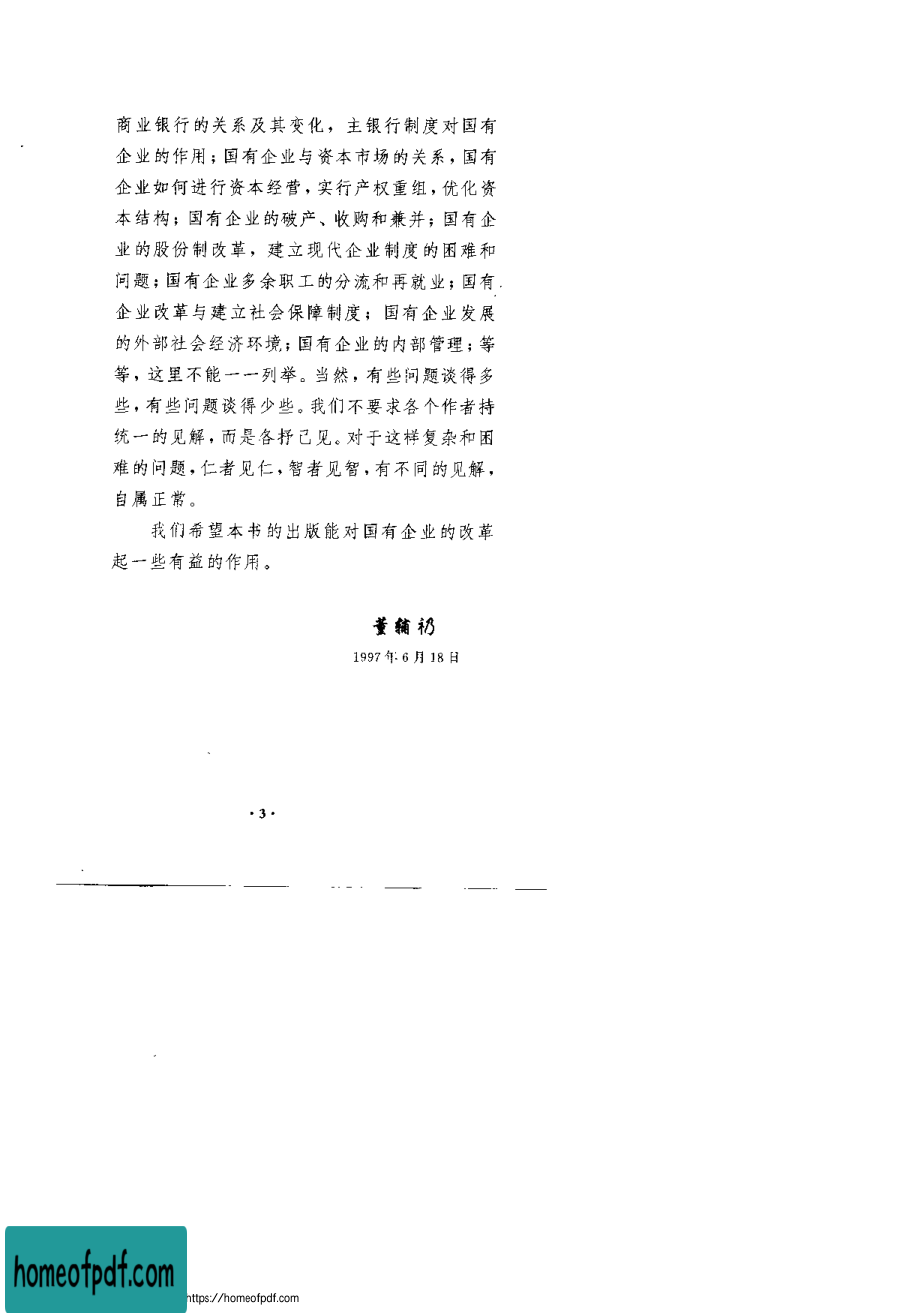 商业银行的关系及其变化，主银行制度对国有
企业的作用；国有企业与资本市场的关系，国有
企业如何进行资本经营，实行产权重组，优化资
本结构；国有企业的破产、收购和兼并；国有企
业的股份制改革，建立现代企业制度的困难和
问题；国有企业多余职工的分流和再就业；国有
企业改革与建立社会保障制度；国有企业发展
的外部社会经济环境；国有企业的内部管理；等
等，这里不能一一列举。当然，有些问题谈得多
些，有些问题谈得少些。我们不要求各个作者持
统一的见解，而是各抒己见。对于这样复杂和困
难的问题，仁者见仁，智者见智，有不同的见解，
自属正常。
我们希望本书的出版能对国有企业的改革
起一些有益的作用。
董辅礽
1997年6月18日
·3·
homeofpdf.com
https://homeofpdf.com